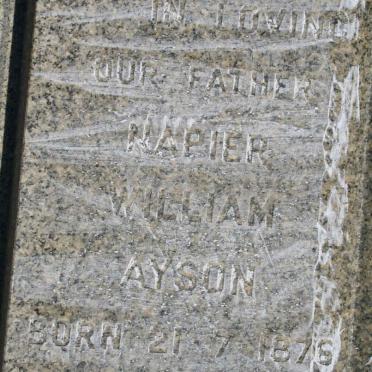 IN LOVING
OUR FATHER
NAPIER
WILLIAM
AYSON
BORN 21 7 1876